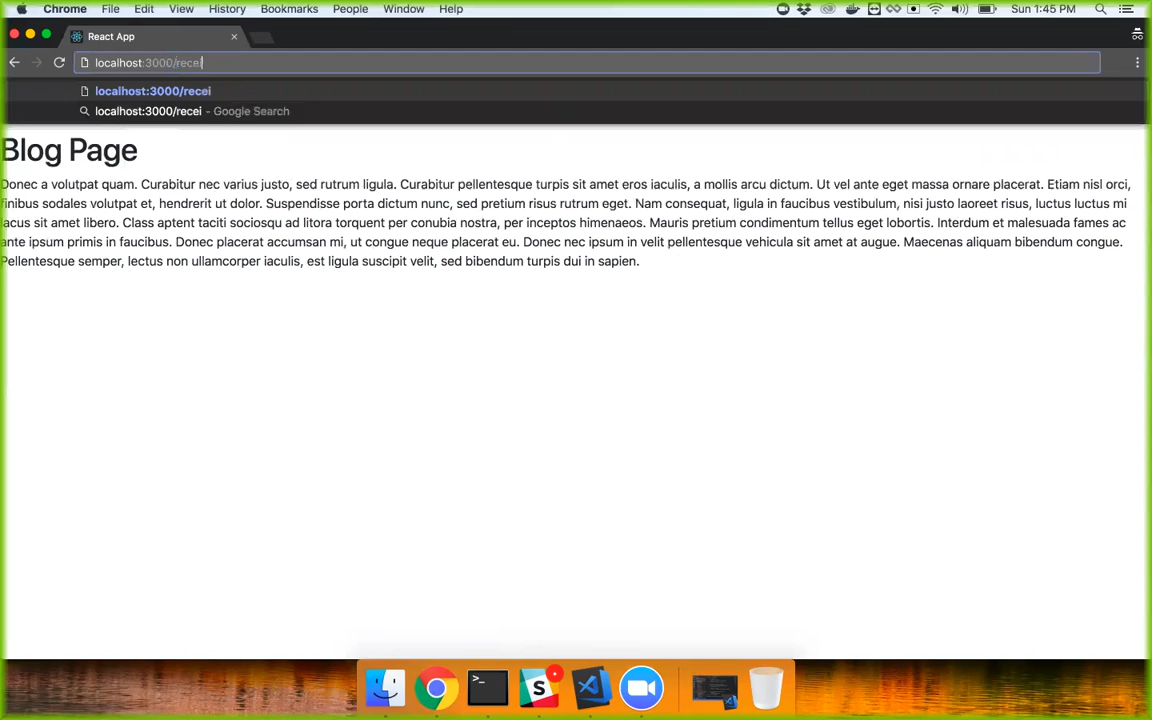 Chrome File Edit View History Bookmarks People Window Help Sun 1:45 PM
React App
localhost:3000/recei
localhost:3000/recei
localhost:3000/recei - Google Search
Blog Page
Donec a volutpat quam. Curabitur nec varius justo, sed rutrum ligula. Curabitur pellentesque turpis sit amet eros iaculis, a mollis arcu dictum. Ut vel ante eget massa ornare placerat. Etiam nisl orci,
finibus sodales volutpat et, hendrerit ut dolor. Suspendisse porta dictum nunc, sed pretium risus rutrum eget. Nam consequat, ligula in faucibus vestibulum, nisi justo laoreet risus, luctus luctus mi
lacus sit amet libero. Class aptent taciti sociosqu ad litora torquent per conubia nostra, per inceptos himenaeos. Mauris pretium condimentum tellus eget lobortis. Interdum et malesuada fames ac
ante ipsum primis in faucibus. Donec placerat accumsan mi, ut congue neque placerat eu. Donec nec ipsum in velit pellentesque vehicula sit amet at augue. Maecenas aliquam bibendum congue.
Pellentesque semper, lectus non ullamcorper iaculis, est ligula suscipit velit, sed bibendum turpis dui in sapien.